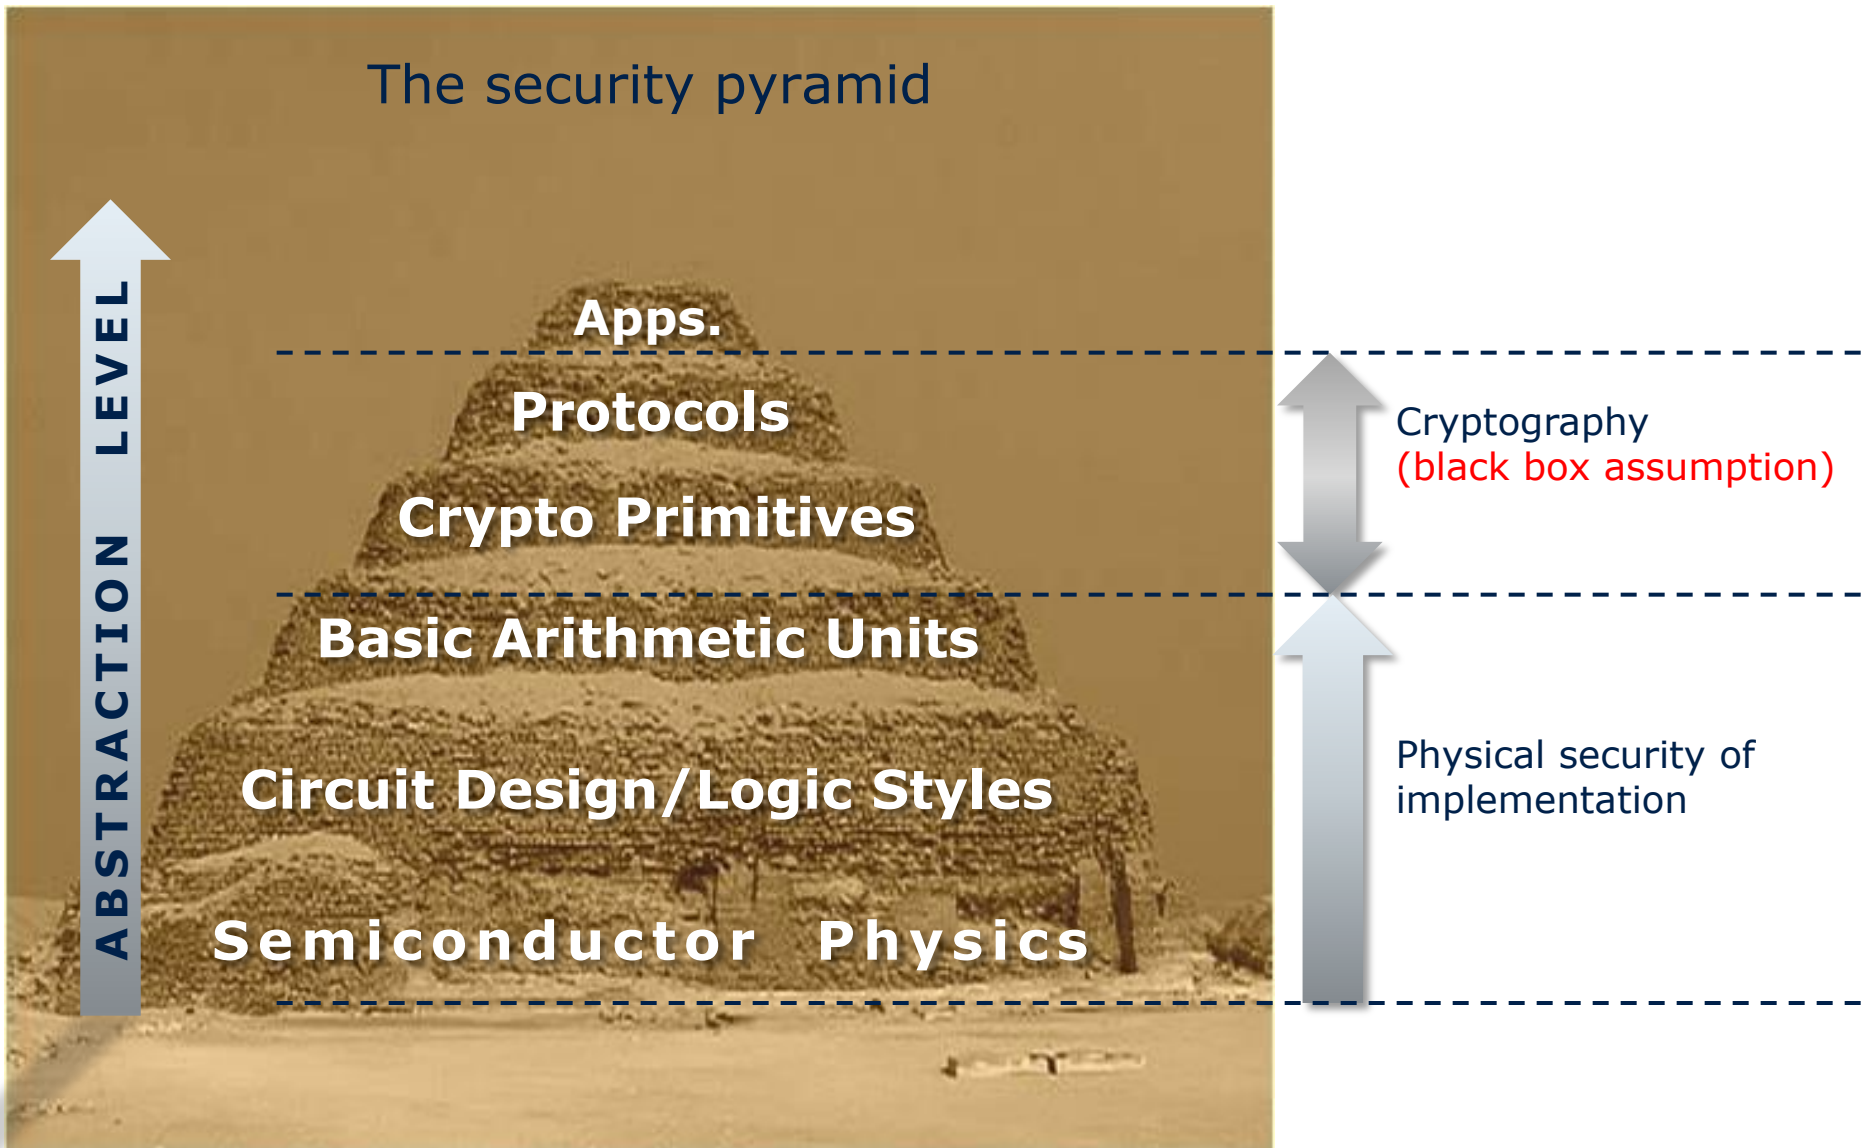 The security pyramid
ABSTRACTION LEVEL
Apps.
Protocols
Crypto Primitives
Basic Arithmetic Units
Circuit Design/Logic Styles
Semiconductor Physics
Cryptography
(black box assumption)
Physical security of
implementation